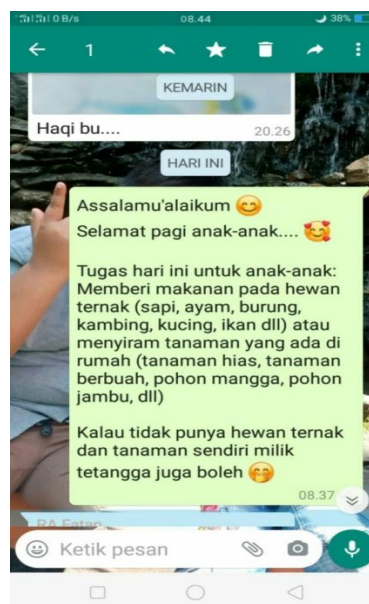 0 B/s 08.44 38%
1
KEMARIN
Haqi bu.... 20.26
HARI INI
Assalamu'alaikum 😊
Selamat pagi anak-anak.... 🥰
Tugas hari ini untuk anak-anak:
Memberi makanan pada hewan
ternak (sapi, ayam, burung,
kambing, kucing, ikan dll) atau
menyiram tanaman yang ada di
rumah (tanaman hias, tanaman
berbuah, pohon mangga, pohon
jambu, dll)
Kalau tidak punya hewan ternak
dan tanaman sendiri milik
tetangga juga boleh 🤭
08.37
RA Fatan
Ketik pesan